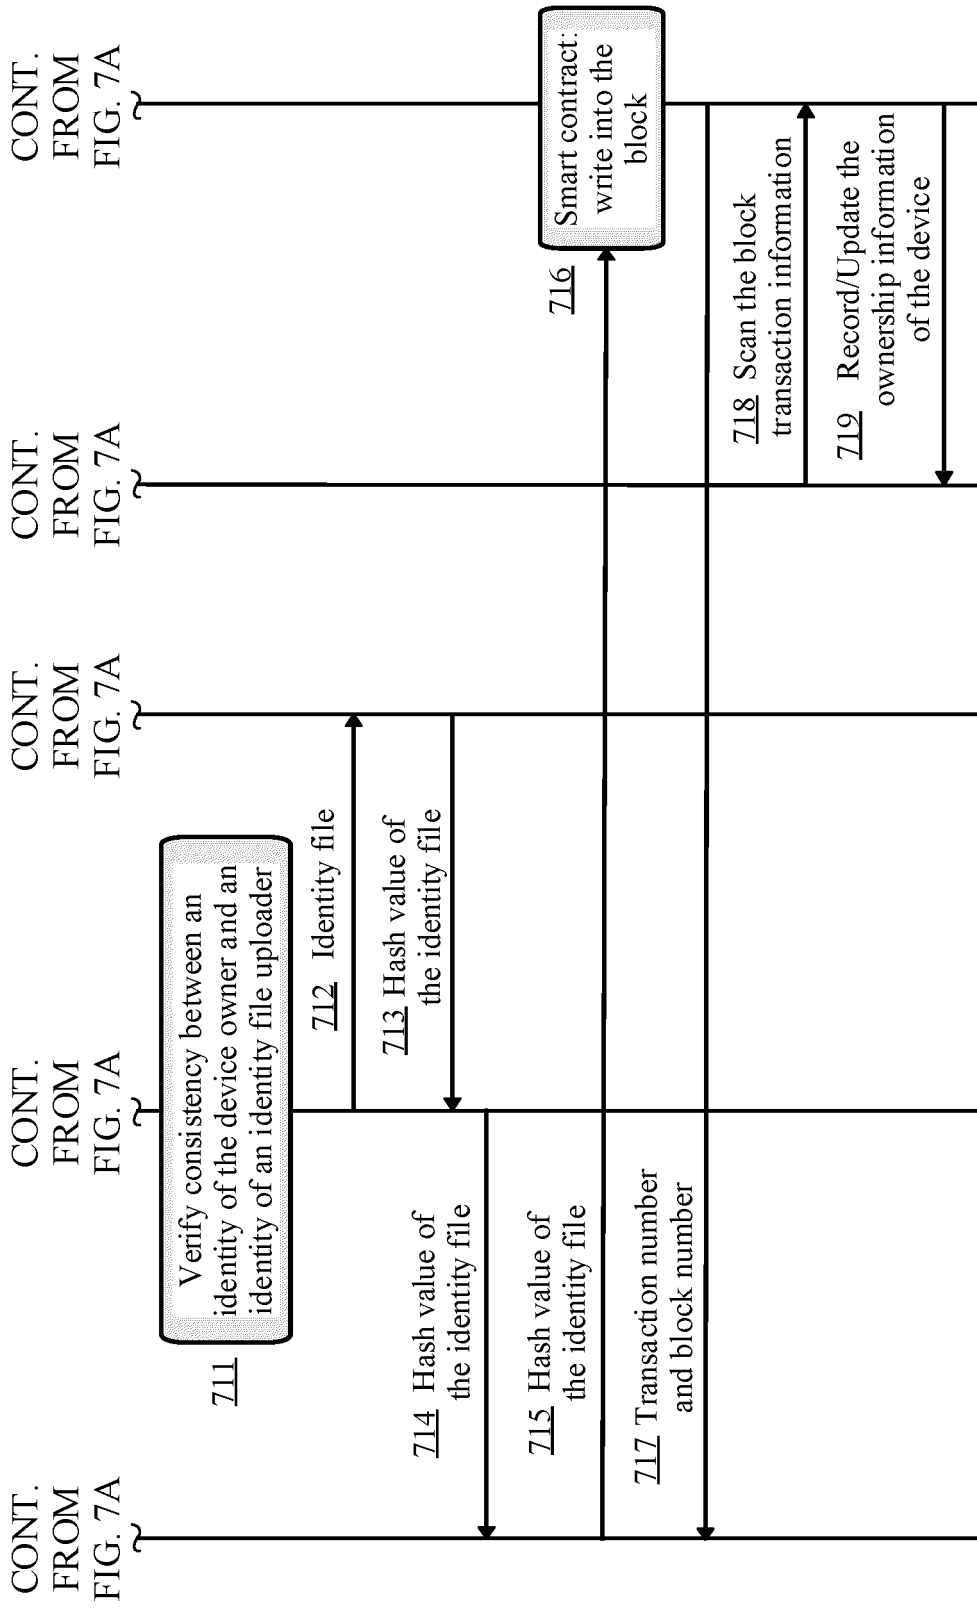 CONT.
FROM
FIG. 7A
CONT.
FROM
FIG. 7A
CONT.
FROM
FIG. 7A
CONT.
FROM
FIG. 7A
CONT.
FROM
FIG. 7A
711
Verify consistency between an
identity of the device owner and an
identity of an identity file uploader
712 Identity file
713 Hash value of
the identity file
714 Hash value of
the identity file
715 Hash value of
the identity file
716
Smart contract:
write into the
block
717 Transaction number
and block number
718 Scan the block
transaction information
719 Record/Update the
ownership information
of the device